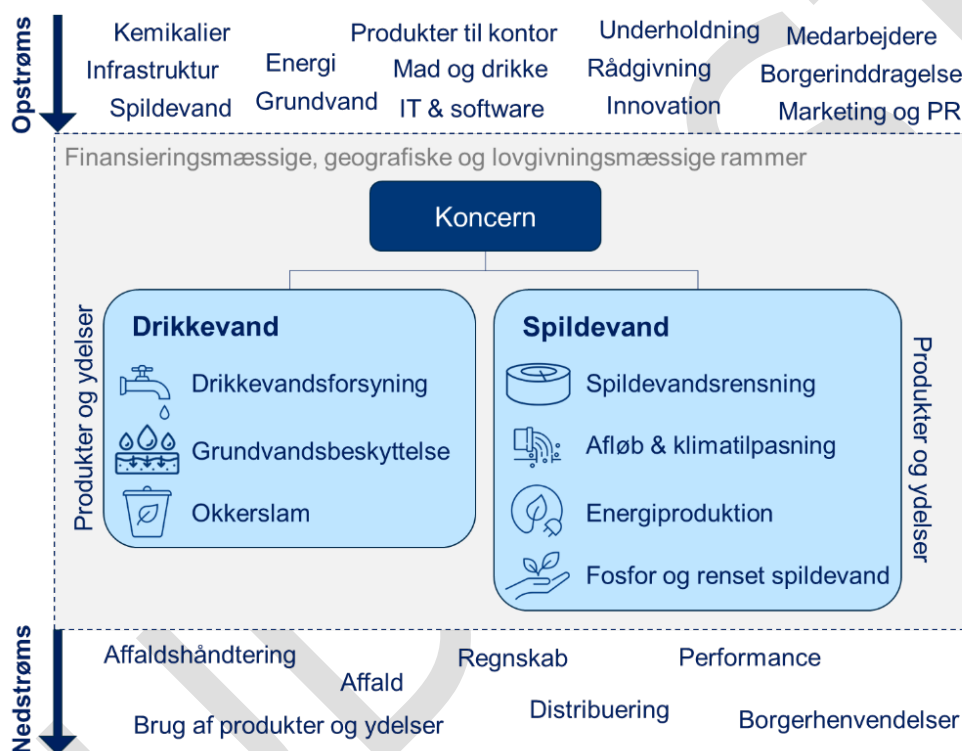 Opstrøms
Kemikalier
Produkter til kontor
Underholdning
Medarbejdere
Infrastruktur
Energi
Mad og drikke
Rådgivning
Borgerinddragelse
Spildevand
Grundvand
IT & software
Innovation
Marketing og PR
Finansieringsmæssige, geografiske og lovgivningsmæssige rammer
Koncern
Produkter og ydelser
Drikkevand
Drikkevandsforsyning
Grundvandsbeskyttelse
Okkerslam
Spildevand
Spildevandsrensning
Afløb & klimatilpasning
Energiproduktion
Fosfor og renset spildevand
Produkter og ydelser
Nedstrøms
Affaldshåndtering
Regnskab
Performance
Affald
Brug af produkter og ydelser
Distribuering
Borgerhenvendelser